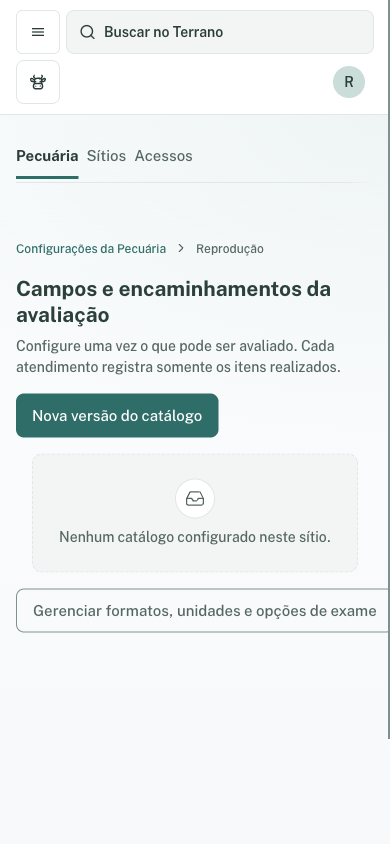 Buscar no Terrano
R
Pecuária Sítios Acessos
Configurações da Pecuária > Reprodução
Campos e encaminhamentos da
avaliação
Configure uma vez o que pode ser avaliado. Cada
atendimento registra somente os itens realizados.
Nova versão do catálogo
Nenhum catálogo configurado neste sítio.
Gerenciar formatos, unidades e opções de exame